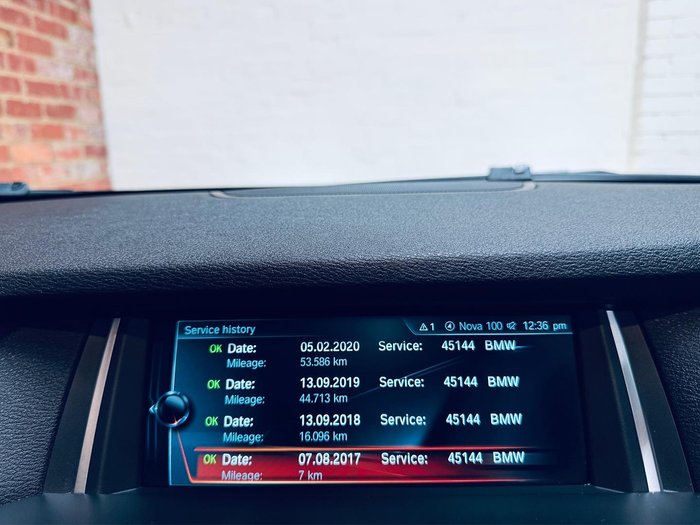 Service history ⚠1 Nova 100 12:36 pm
OK Date: 05.02.2020 Service: 45144 BMW
Mileage: 53.586 km
OK Date: 13.09.2019 Service: 45144 BMW
Mileage: 44.713 km
OK Date: 13.09.2018 Service: 45144 BMW
Mileage: 16.096 km
OK Date: 07.08.2017 Service: 45144 BMW
Mileage: 7 km